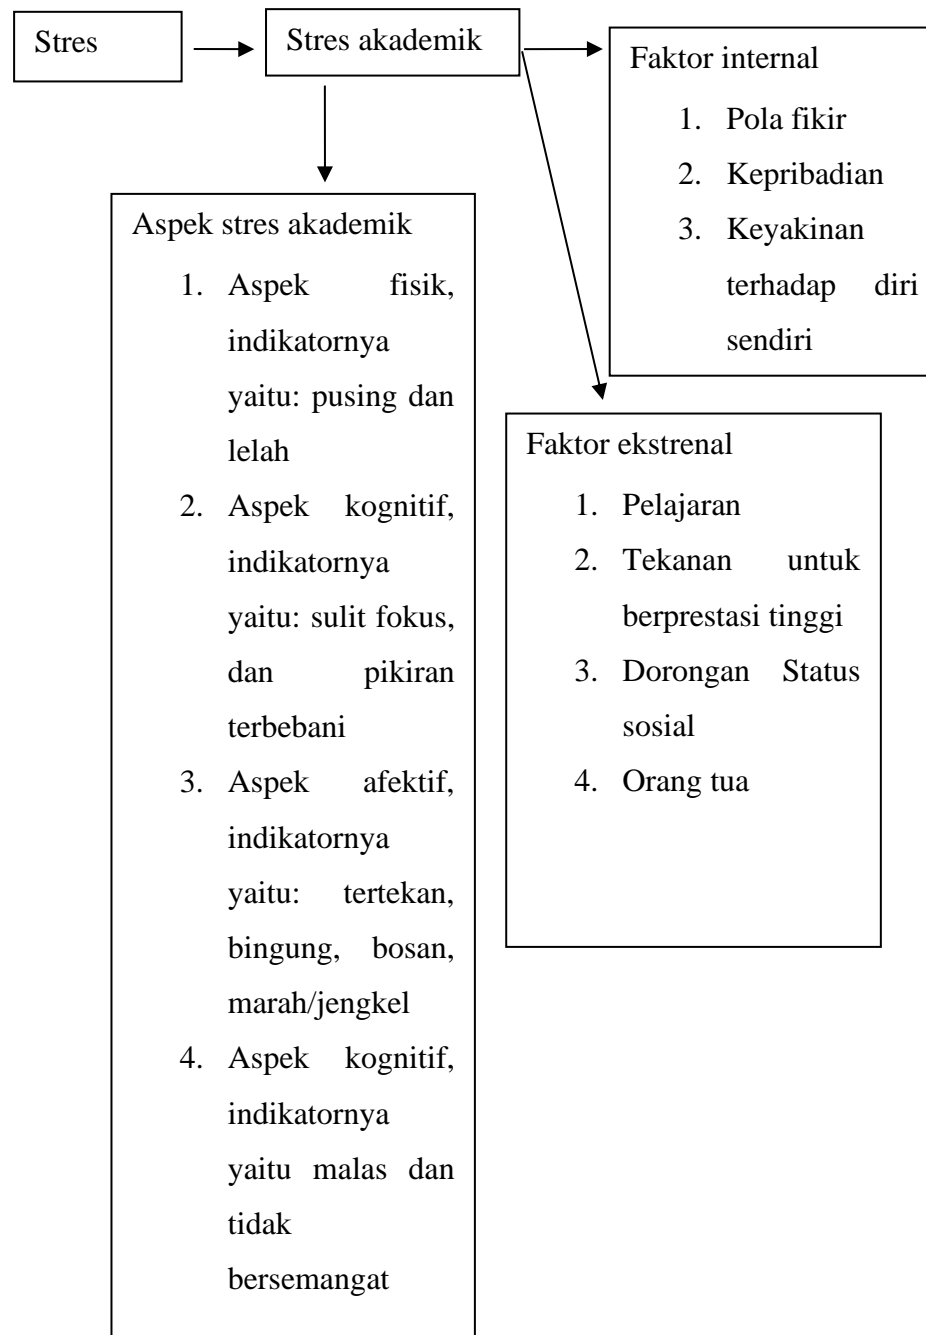 Stres
Stres akademik
Faktor internal
1. Pola fikir
2. Kepribadian
3. Keyakinan
terhadap diri
sendiri
Aspek stres akademik
1. Aspek fisik,
indikatornya
yaitu: pusing dan
lelah
2. Aspek kognitif,
indikatornya
yaitu: sulit fokus,
dan pikiran
terbebani
3. Aspek afektif,
indikatornya
yaitu: tertekan,
bingung, bosan,
marah/jengkel
4. Aspek kognitif,
indikatornya
yaitu malas dan
tidak
bersemangat
Faktor ekstrenal
1. Pelajaran
2. Tekanan untuk
berprestasi tinggi
3. Dorongan Status
sosial
4. Orang tua